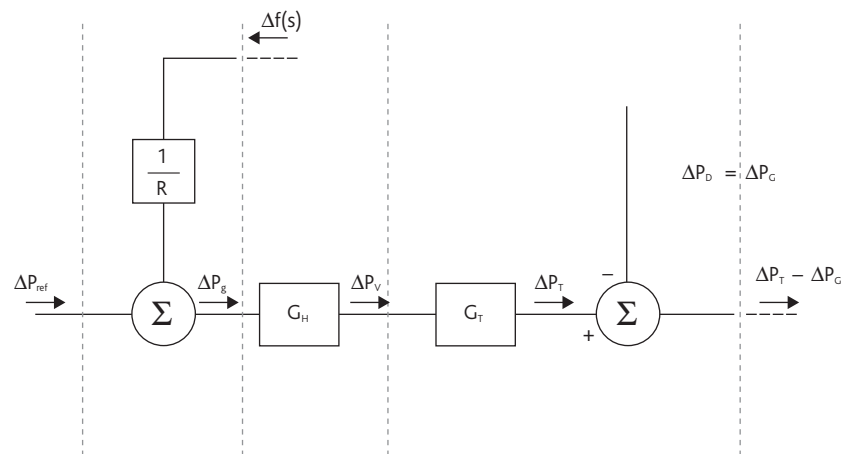 Δf(s)
1
R
ΔP_D = ΔP_G
ΔP_ref
ΔP_g
ΔP_V
ΔP_T
−
ΔP_T − ΔP_G
Σ
G_H
G_T
Σ
+